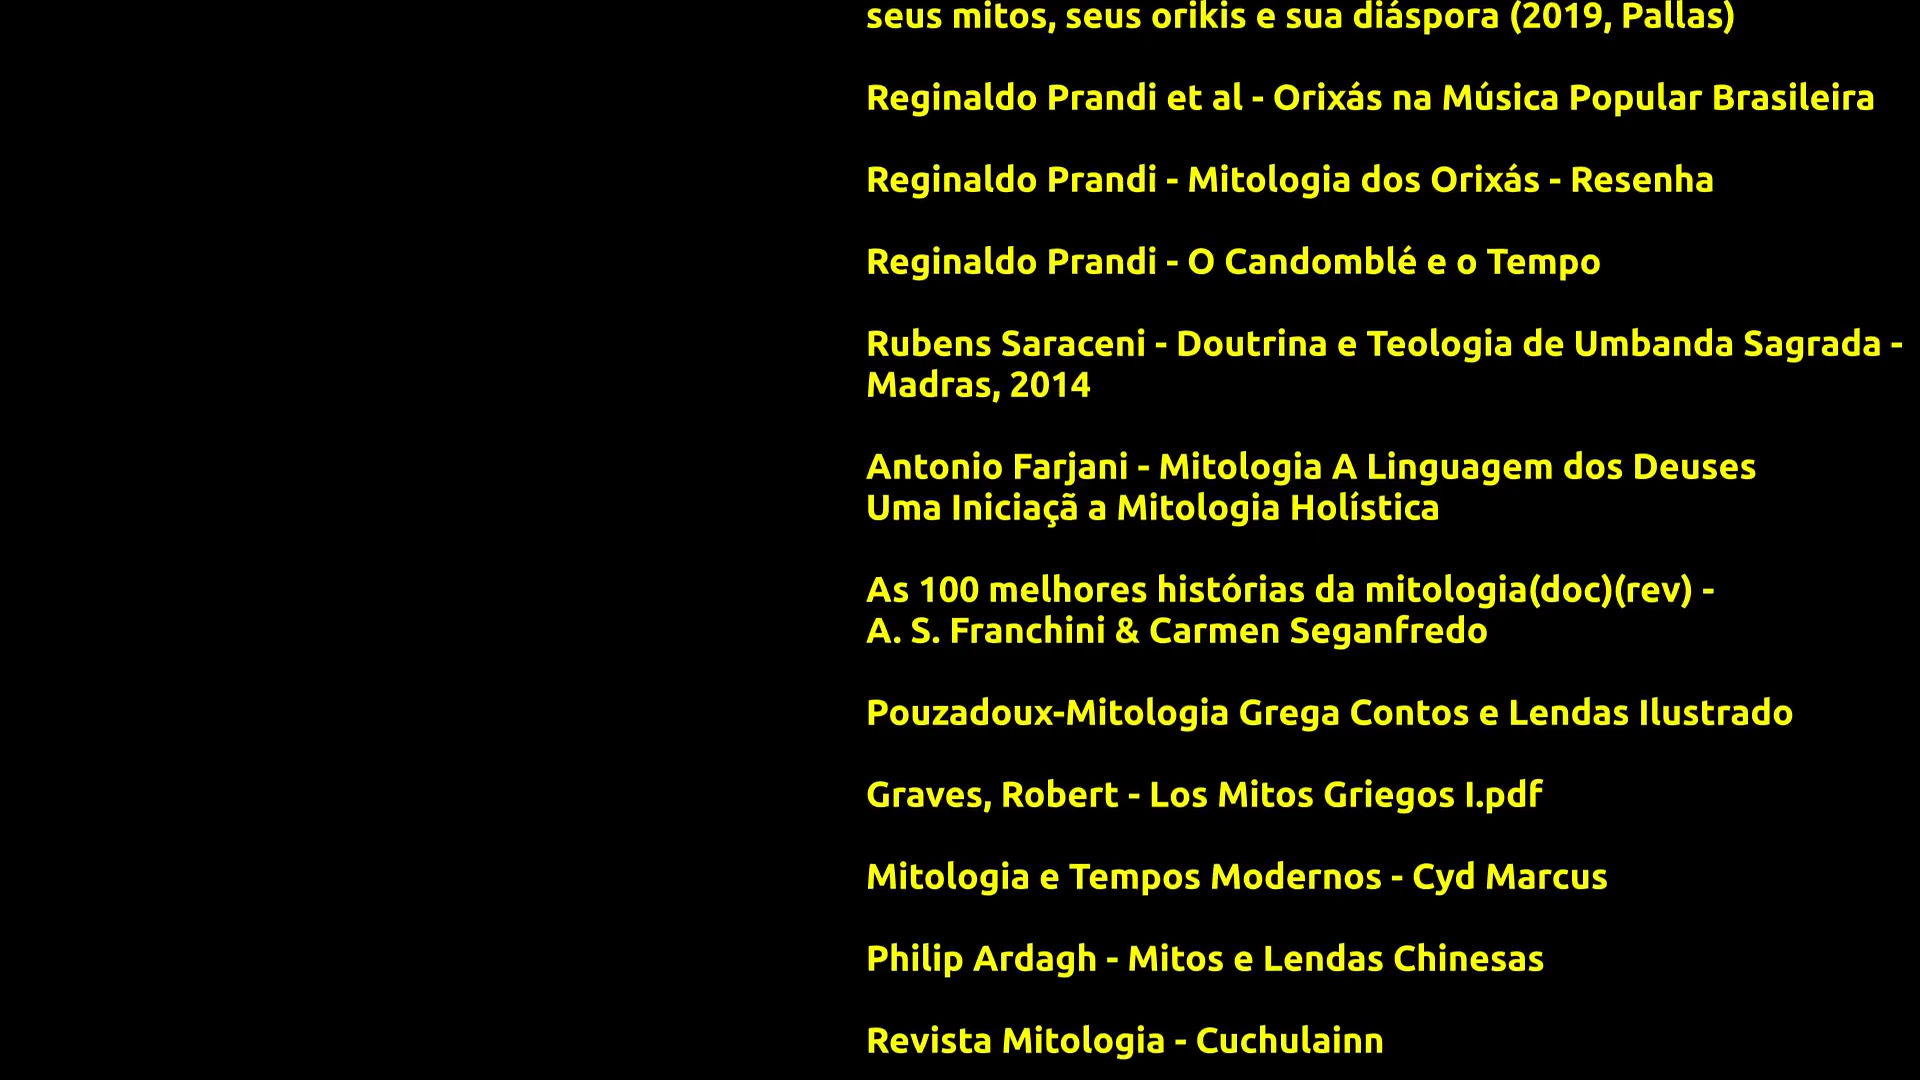 seus mitos, seus orikis e sua diáspora (2019, Pallas)
Reginaldo Prandi et al - Orixás na Música Popular Brasileira
Reginaldo Prandi - Mitologia dos Orixás - Resenha
Reginaldo Prandi - O Candomblé e o Tempo
Rubens Saraceni - Doutrina e Teologia de Umbanda Sagrada -
Madras, 2014
Antonio Farjani - Mitologia A Linguagem dos Deuses
Uma Iniciaçã a Mitologia Holística
As 100 melhores histórias da mitologia(doc)(rev) -
A. S. Franchini & Carmen Seganfredo
Pouzadoux-Mitologia Grega Contos e Lendas Ilustrado
Graves, Robert - Los Mitos Griegos I.pdf
Mitologia e Tempos Modernos - Cyd Marcus
Philip Ardagh - Mitos e Lendas Chinesas
Revista Mitologia - Cuchulainn